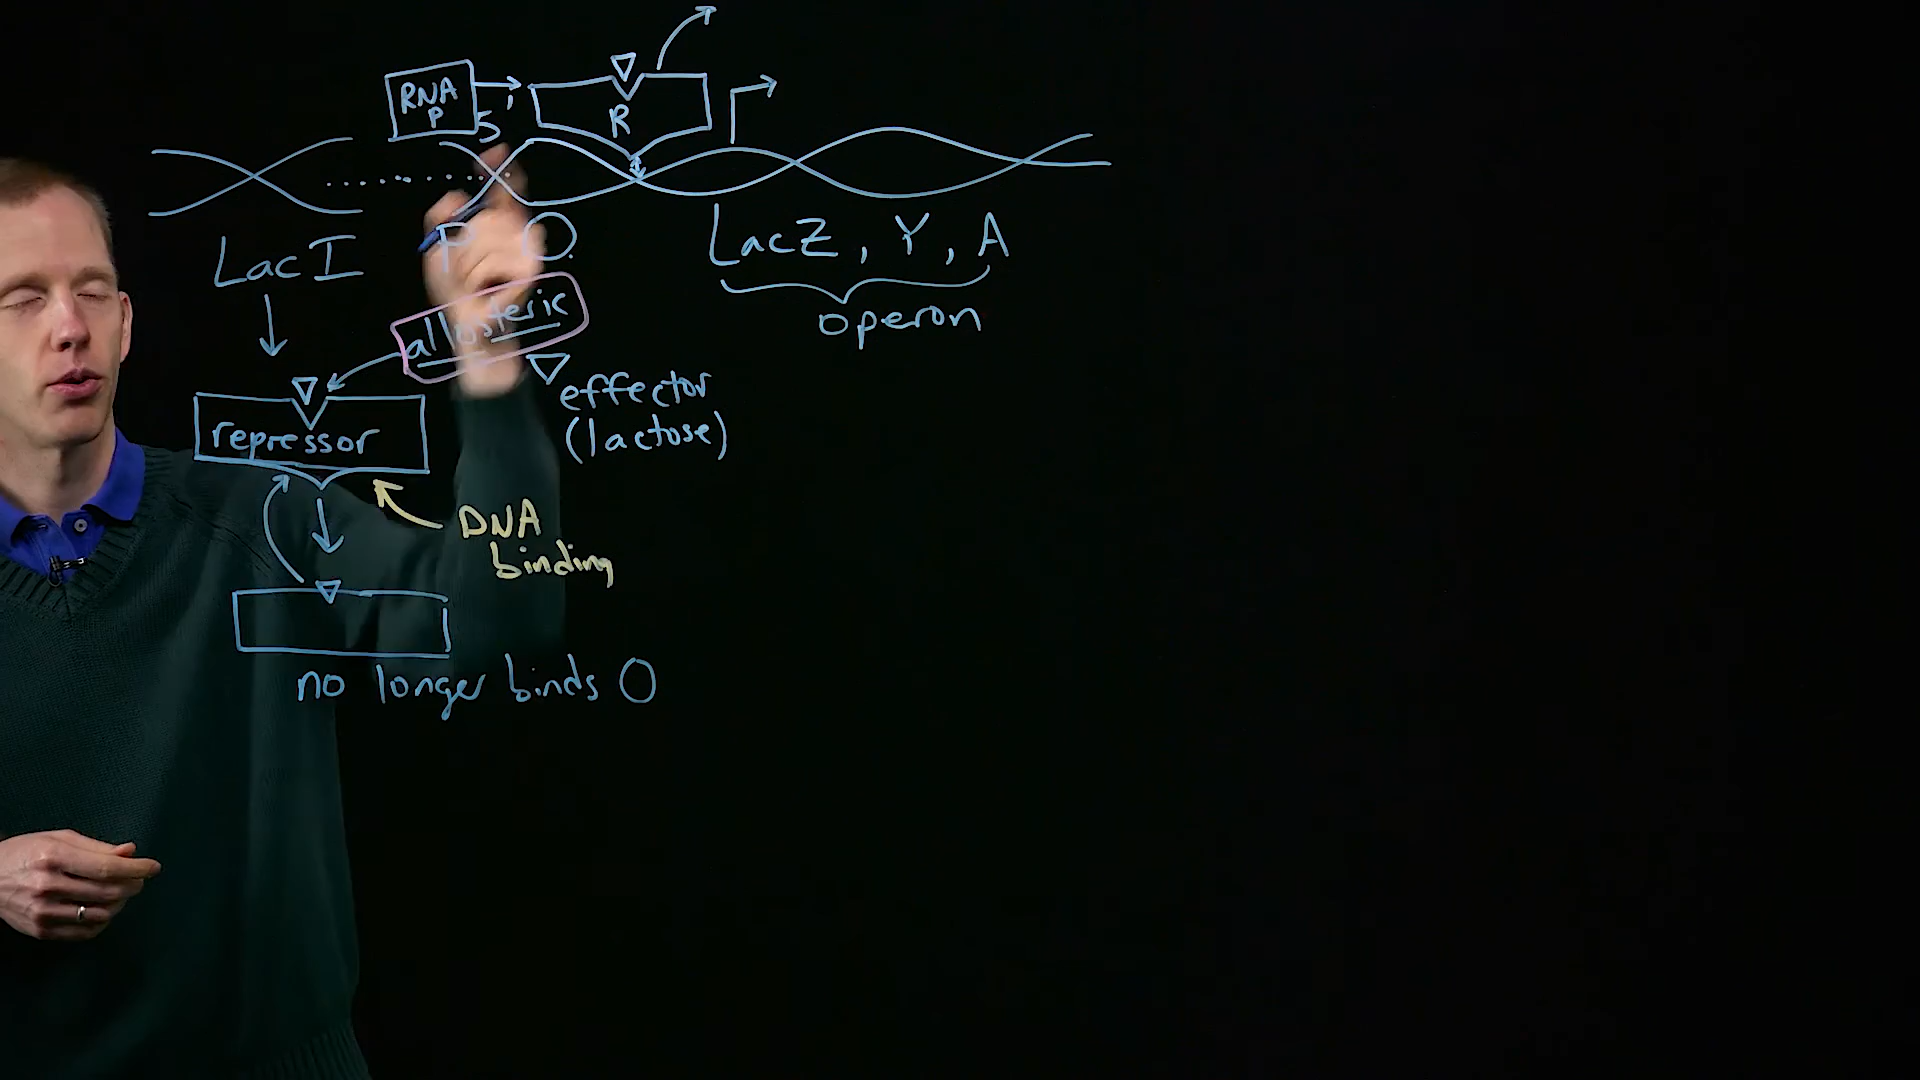 RNA
P
5'
R
LacI
P O
LacZ, Y, A
operon
allosteric
effector
(lactose)
repressor
DNA
binding
no longer binds O